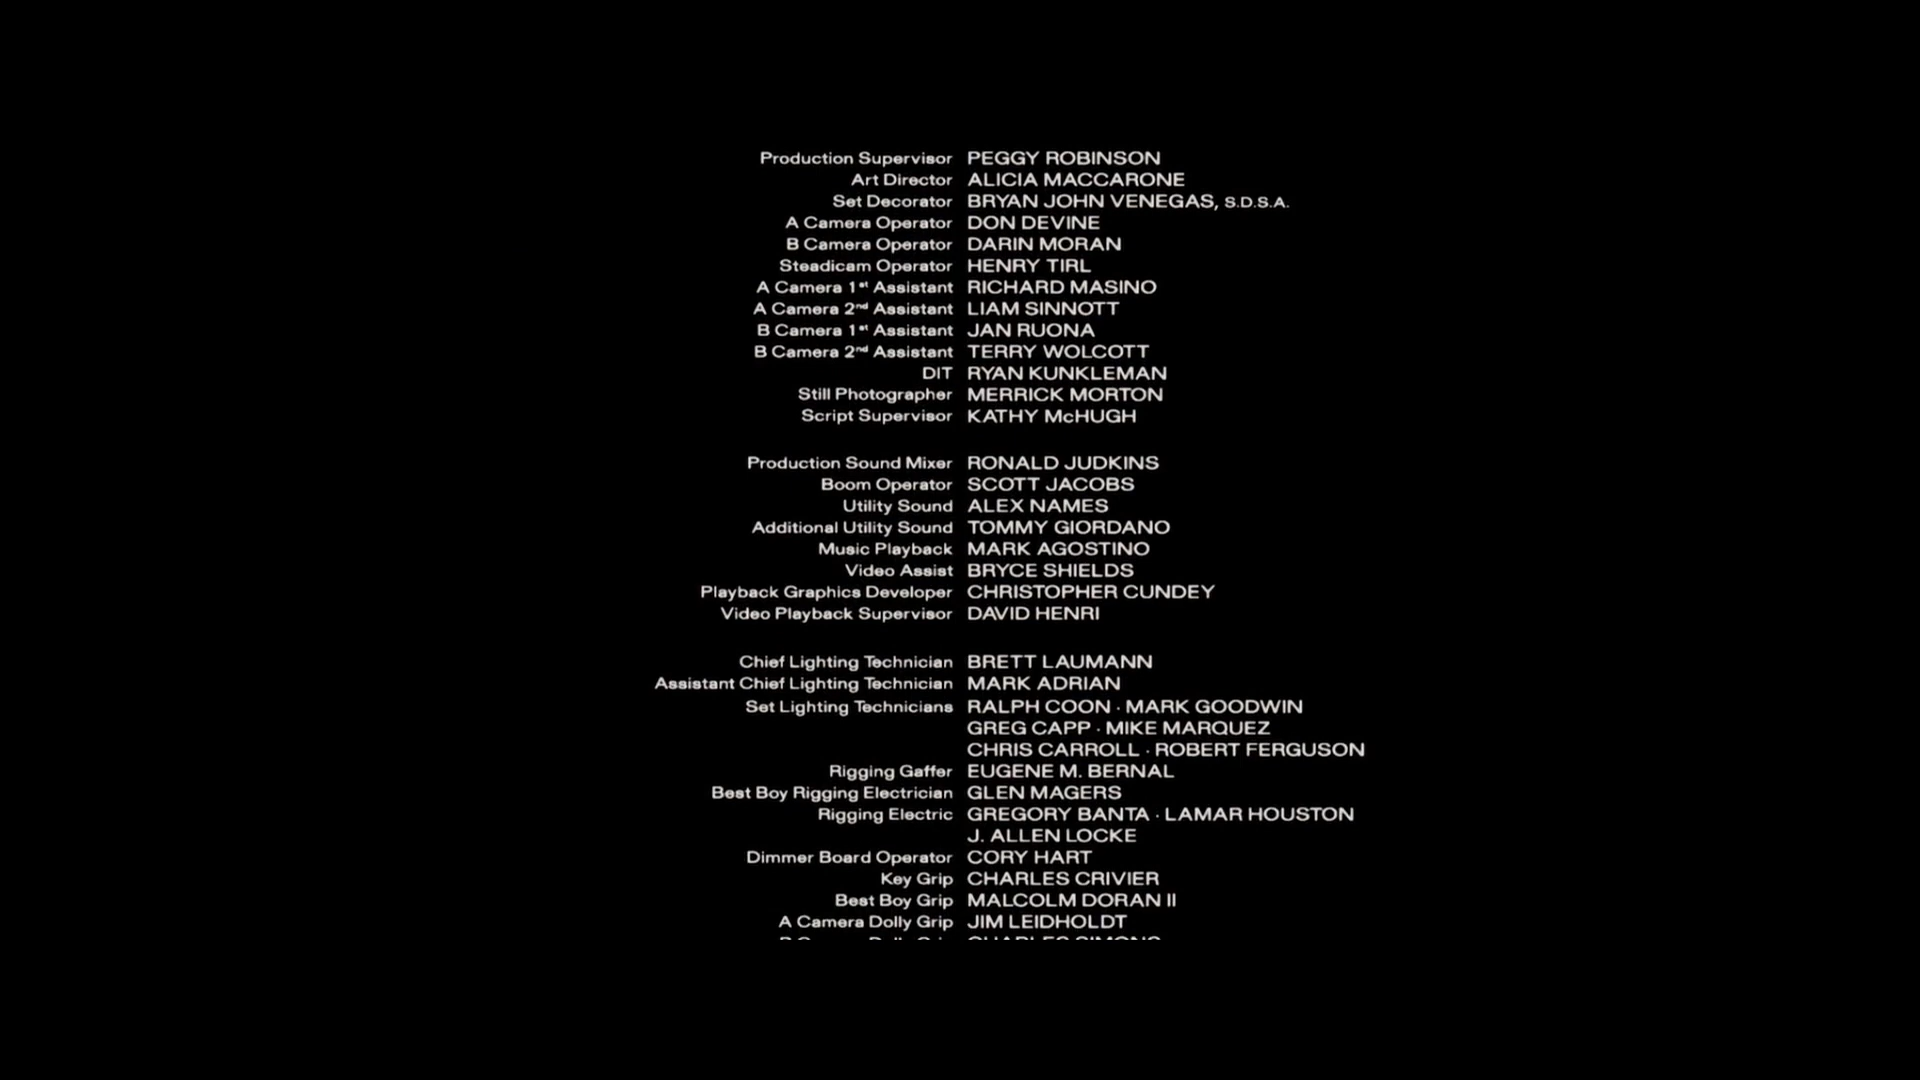 Production Supervisor PEGGY ROBINSON
Art Director ALICIA MACCARONE
Set Decorator BRYAN JOHN VENEGAS, S.D.S.A.
A Camera Operator DON DEVINE
B Camera Operator DARIN MORAN
Steadicam Operator HENRY TIRL
A Camera 1st Assistant RICHARD MASINO
A Camera 2nd Assistant LIAM SINNOTT
B Camera 1st Assistant JAN RUONA
B Camera 2nd Assistant TERRY WOLCOTT
DIT RYAN KUNKLEMAN
Still Photographer MERRICK MORTON
Script Supervisor KATHY McHUGH
Production Sound Mixer RONALD JUDKINS
Boom Operator SCOTT JACOBS
Utility Sound ALEX NAMES
Additional Utility Sound TOMMY GIORDANO
Music Playback MARK AGOSTINO
Video Assist BRYCE SHIELDS
Playback Graphics Developer CHRISTOPHER CUNDEY
Video Playback Supervisor DAVID HENRI
Chief Lighting Technician BRETT LAUMANN
Assistant Chief Lighting Technician MARK ADRIAN
Set Lighting Technicians RALPH COON · MARK GOODWIN
GREG CAPP · MIKE MARQUEZ
CHRIS CARROLL · ROBERT FERGUSON
Rigging Gaffer EUGENE M. BERNAL
Best Boy Rigging Electrician GLEN MAGERS
Rigging Electric GREGORY BANTA · LAMAR HOUSTON
J. ALLEN LOCKE
Dimmer Board Operator CORY HART
Key Grip CHARLES CRIVIER
Best Boy Grip MALCOLM DORAN II
A Camera Dolly Grip JIM LEIDHOLDT